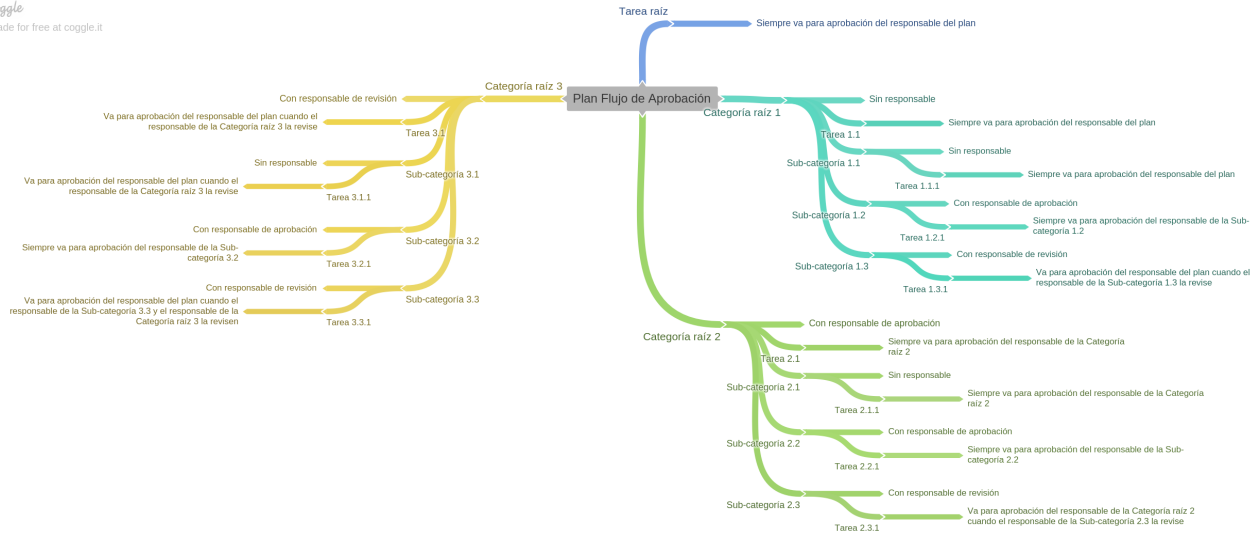 ggle
ade for free at coggle.it
Tarea raíz
Siempre va para aprobación del responsable del plan
Plan Flujo de Aprobación
Categoría raíz 3
Con responsable de revisión
Va para aprobación del responsable del plan cuando el
responsable de la Categoría raíz 3 la revise
Tarea 3.1
Sin responsable
Sub-categoría 3.1
Va para aprobación del responsable del plan cuando el
responsable de la Categoría raíz 3 la revise
Tarea 3.1.1
Con responsable de aprobación
Sub-categoría 3.2
Siempre va para aprobación del responsable de la Sub-
categoría 3.2
Tarea 3.2.1
Con responsable de revisión
Sub-categoría 3.3
Va para aprobación del responsable del plan cuando el
responsable de la Sub-categoría 3.3 y el responsable de la
Categoría raíz 3 la revisen
Tarea 3.3.1
Categoría raíz 1
Sin responsable
Siempre va para aprobación del responsable del plan
Tarea 1.1
Sin responsable
Sub-categoría 1.1
Siempre va para aprobación del responsable del plan
Tarea 1.1.1
Con responsable de aprobación
Sub-categoría 1.2
Siempre va para aprobación del responsable de la Sub-
categoría 1.2
Tarea 1.2.1
Con responsable de revisión
Sub-categoría 1.3
Va para aprobación del responsable del plan cuando el
responsable de la Sub-categoría 1.3 la revise
Tarea 1.3.1
Categoría raíz 2
Con responsable de aprobación
Siempre va para aprobación del responsable de la Categoría
raíz 2
Tarea 2.1
Sin responsable
Sub-categoría 2.1
Siempre va para aprobación del responsable de la Categoría
raíz 2
Tarea 2.1.1
Con responsable de aprobación
Sub-categoría 2.2
Siempre va para aprobación del responsable de la Sub-
categoría 2.2
Tarea 2.2.1
Con responsable de revisión
Sub-categoría 2.3
Va para aprobación del responsable de la Categoría raíz 2
cuando el responsable de la Sub-categoría 2.3 la revise
Tarea 2.3.1